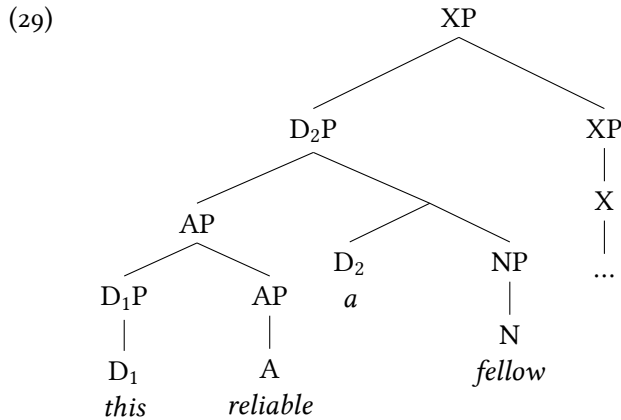 (29) XP
D₂P XP
AP X
D₂ NP ...
D₁P AP a N
D₁ A fellow
this reliable